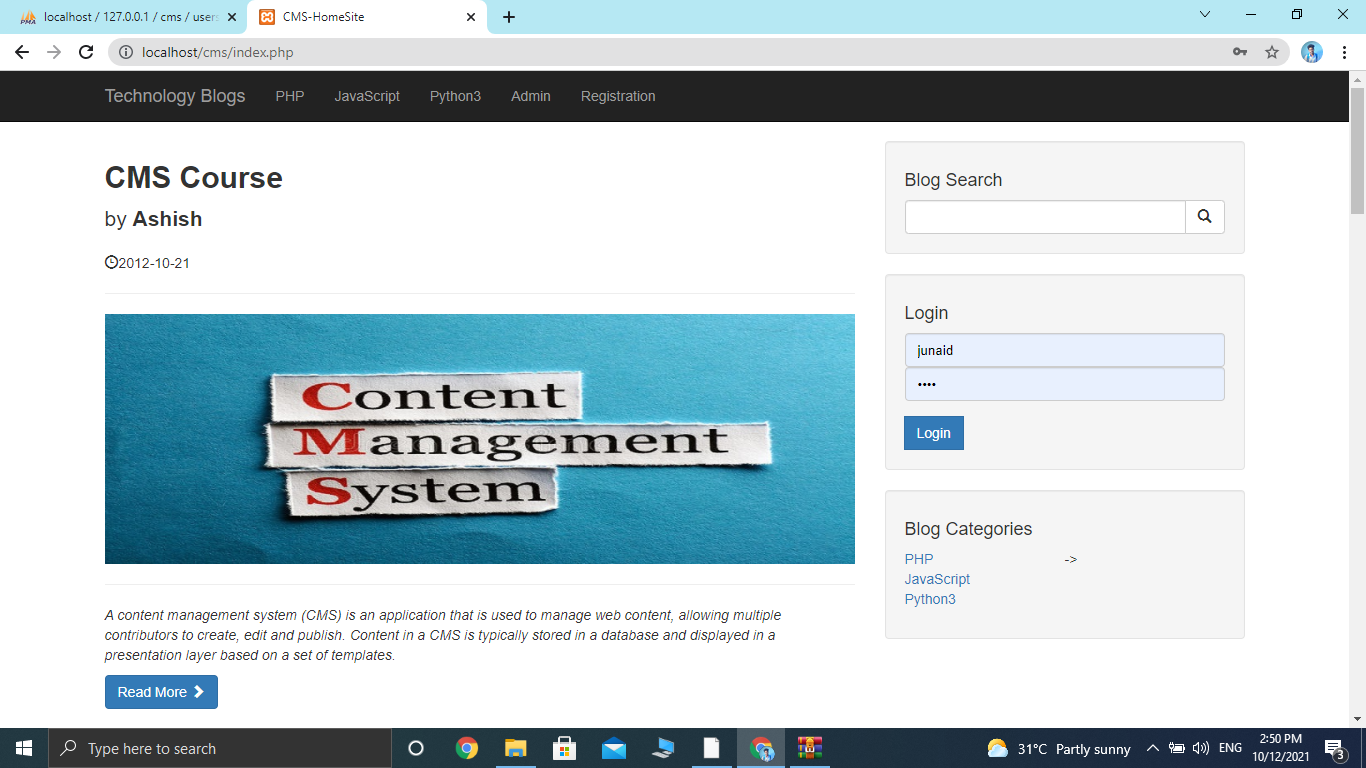 localhost / 127.0.0.1 / cms / users
CMS-HomeSite
localhost/cms/index.php
Technology Blogs PHP JavaScript Python3 Admin Registration
CMS Course
by Ashish
2012-10-21
Content
Management
System
A content management system (CMS) is an application that is used to manage web content, allowing multiple
contributors to create, edit and publish. Content in a CMS is typically stored in a database and displayed in a
presentation layer based on a set of templates.
Read More
Blog Search
Login
junaid
••••
Login
Blog Categories
PHP ->
JavaScript
Python3
Type here to search
31°C Partly sunny
ENG
2:50 PM
10/12/2021
3